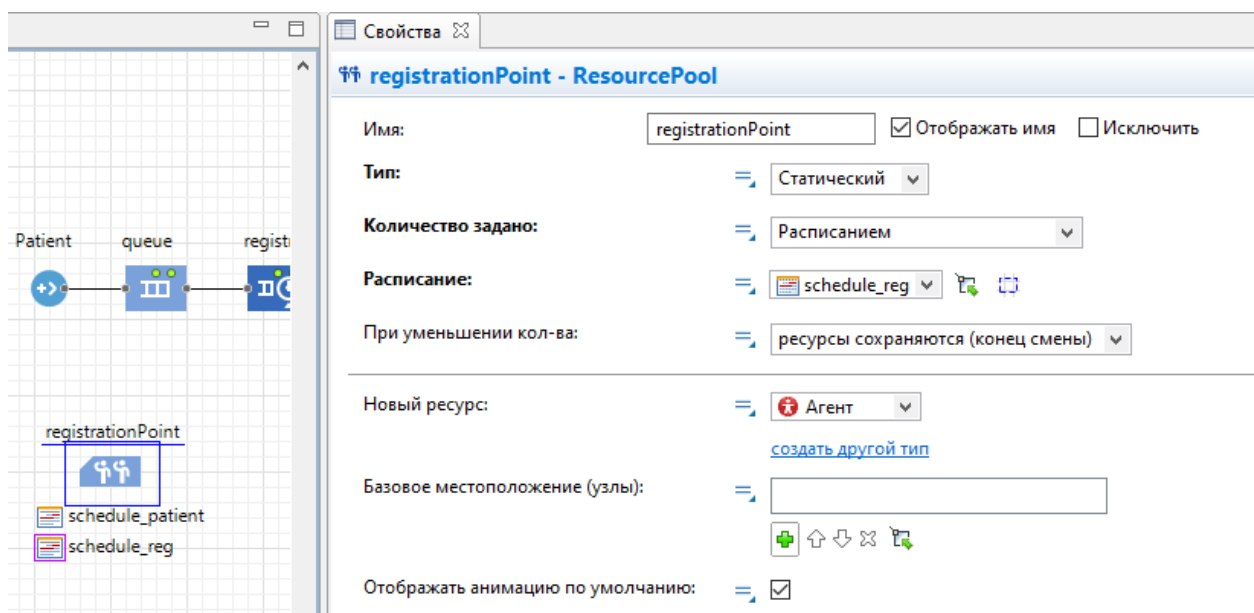 Свойства
registrationPoint - ResourcePool
Имя: registrationPoint Отображать имя Исключить
Тип: Статический
Количество задано: Расписанием
Расписание: schedule_reg
При уменьшении кол-ва: ресурсы сохраняются (конец смены)
Новый ресурс: Агент
создать другой тип
Базовое местоположение (узлы):
Отображать анимацию по умолчанию:
Patient queue registr
registrationPoint
schedule_patient
schedule_reg